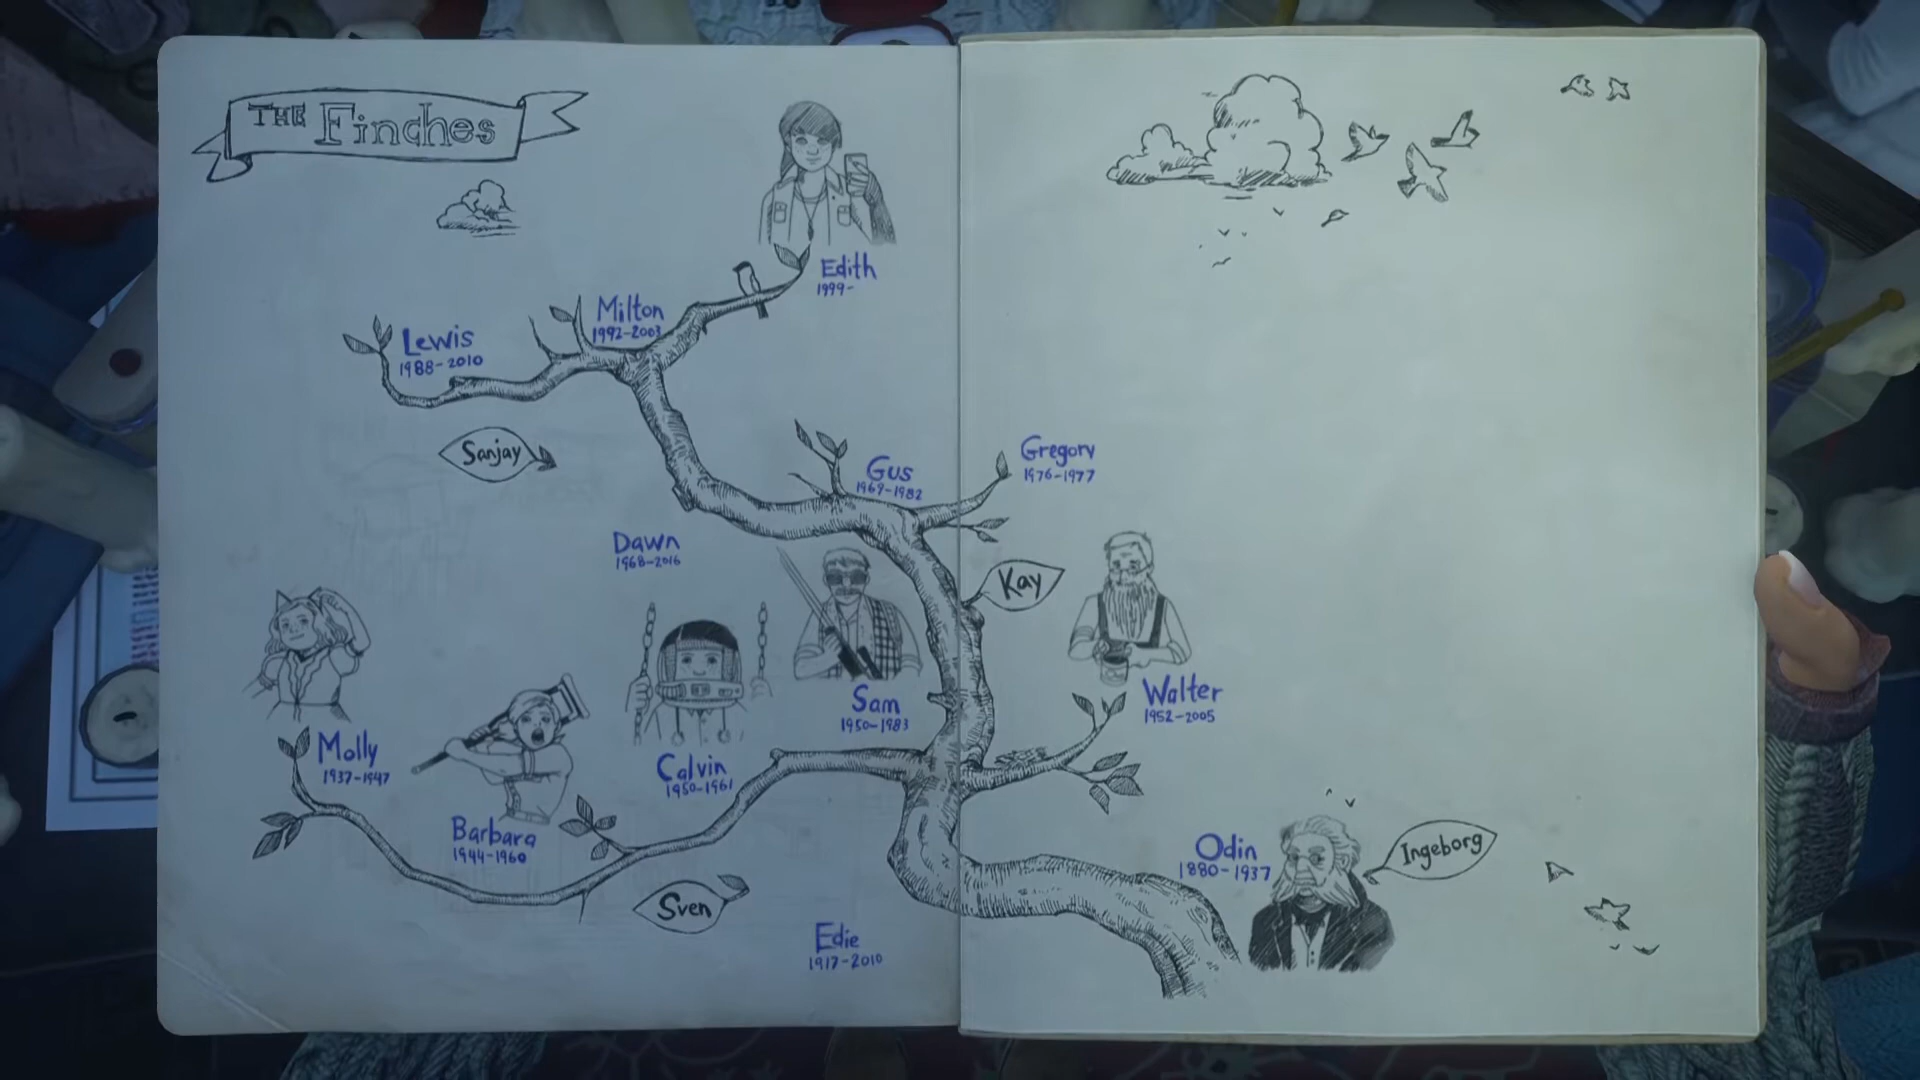 THE Finches
Edith
1999-
Milton
1992-2003
Lewis
1988-2010
Sanjay
Gus
1969-1982
Gregory
1976-1977
Dawn
1968-2016
Kay
Sam
1950-1983
Walter
1952-2005
Molly
1937-1947
Calvin
1950-1961
Barbara
1944-1960
Sven
Odin
1880-1937
Ingeborg
Edie
1917-2010